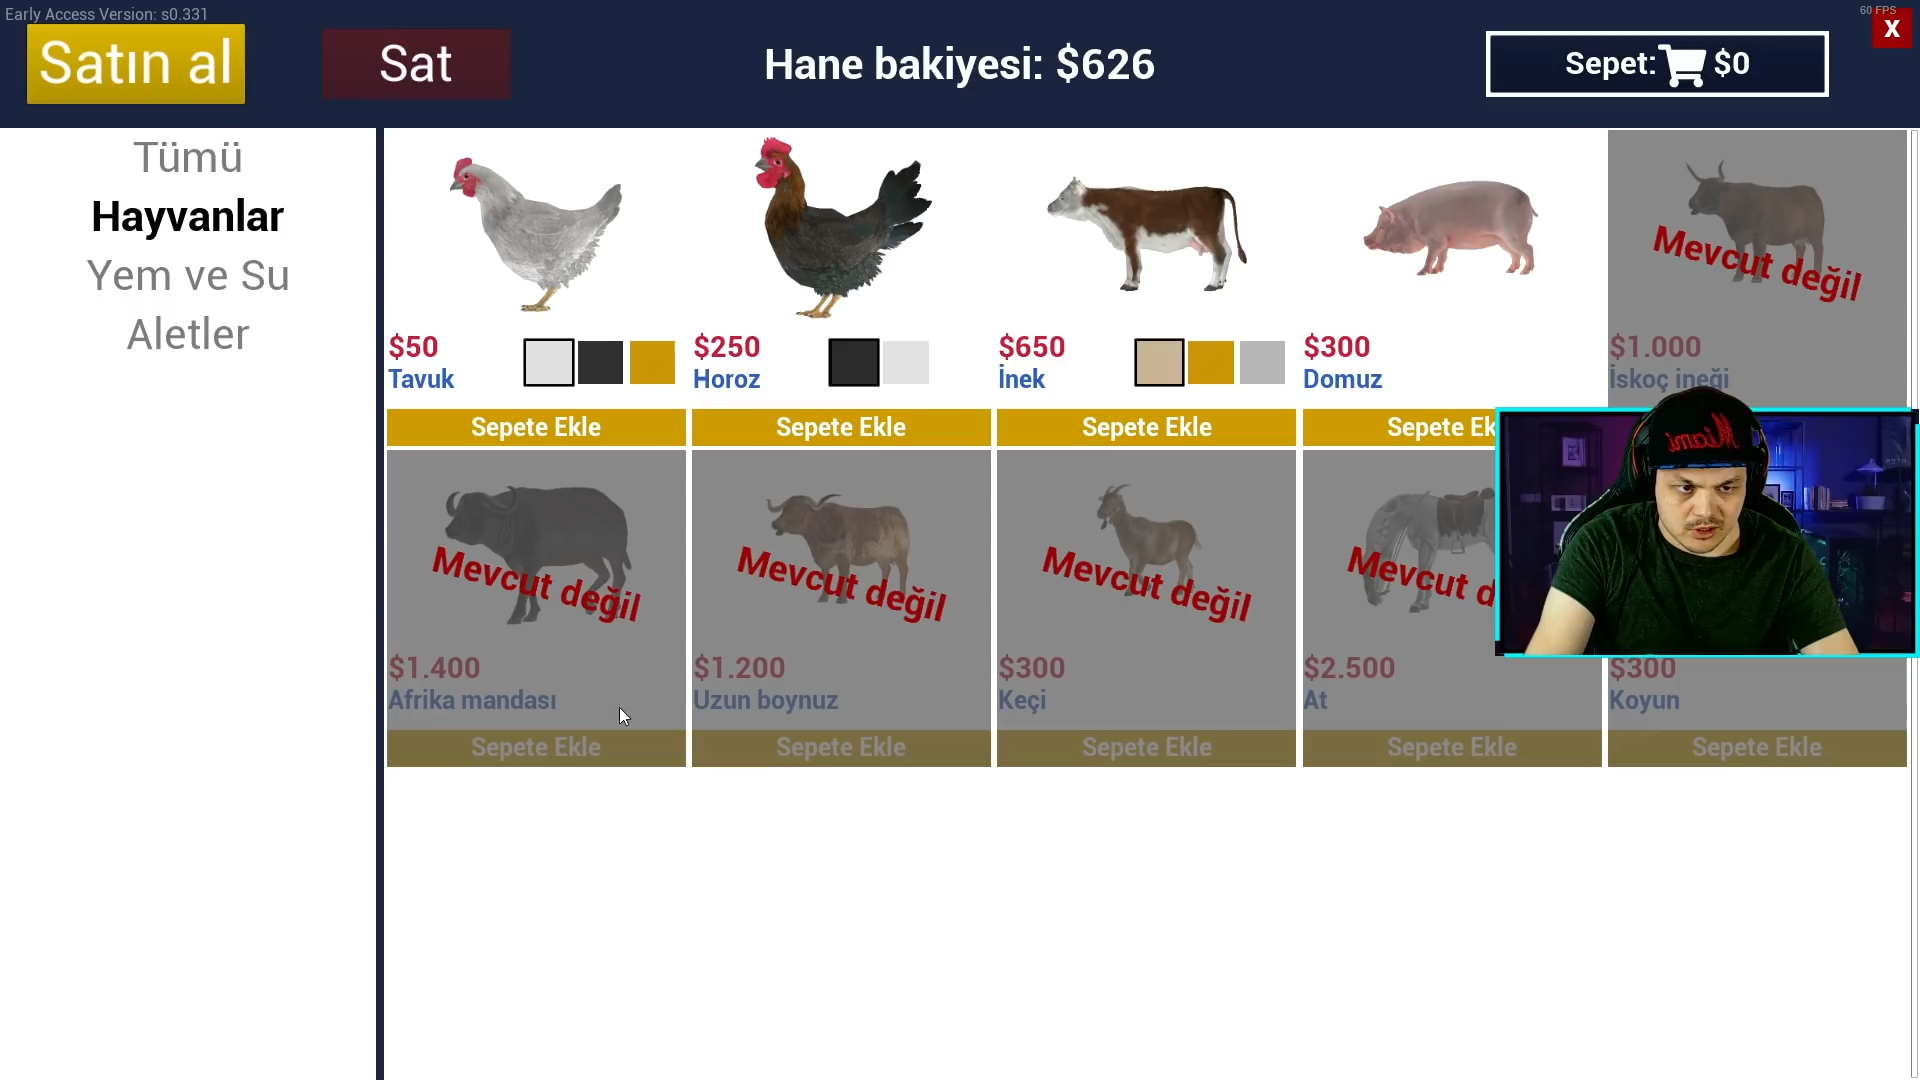 Early Access Version: s0.331
60 FPS
Satın al
Sat
Hane bakiyesi: $626
Sepet: $0
X
Tümü
Hayvanlar
Yem ve Su
Aletler
$50
Tavuk
$250
Horoz
$650
İnek
$300
Domuz
Mevcut değil
$1.000
İskoç ineği
Sepete Ekle
Sepete Ekle
Sepete Ekle
Sepete Ek
Miami
Mevcut değil
Mevcut değil
Mevcut değil
Mevcut d
$1.400
Afrika mandası
$1.200
Uzun boynuz
$300
Keçi
$2.500
At
$300
Koyun
Sepete Ekle
Sepete Ekle
Sepete Ekle
Sepete Ekle
Sepete Ekle